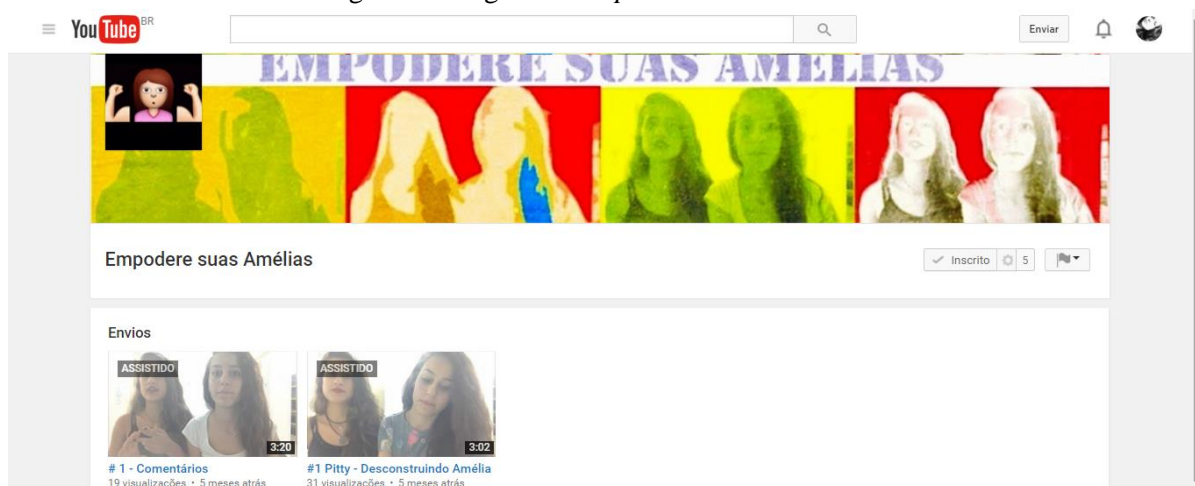 YouTube BR
Enviar
EMPODERE SUAS AMÉLIAS
Empodere suas Amélias
Inscrito 5
Envios
ASSISTIDO
ASSISTIDO
3:20
3:02
# 1 - Comentários
#1 Pitty - Desconstruindo Amélia
19 visualizações • 5 meses atrás
31 visualizações • 5 meses atrás